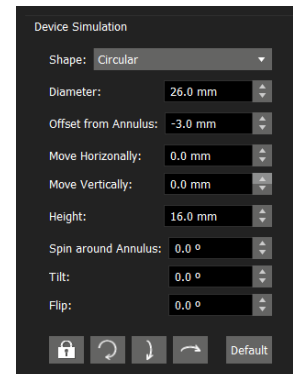 Device Simulation
Shape: Circular
Diameter: 26.0 mm
Offset from Annulus: -3.0 mm
Move Horizonally: 0.0 mm
Move Vertically: 0.0 mm
Height: 16.0 mm
Spin around Annulus: 0.0 º
Tilt: 0.0 º
Flip: 0.0 º
Default